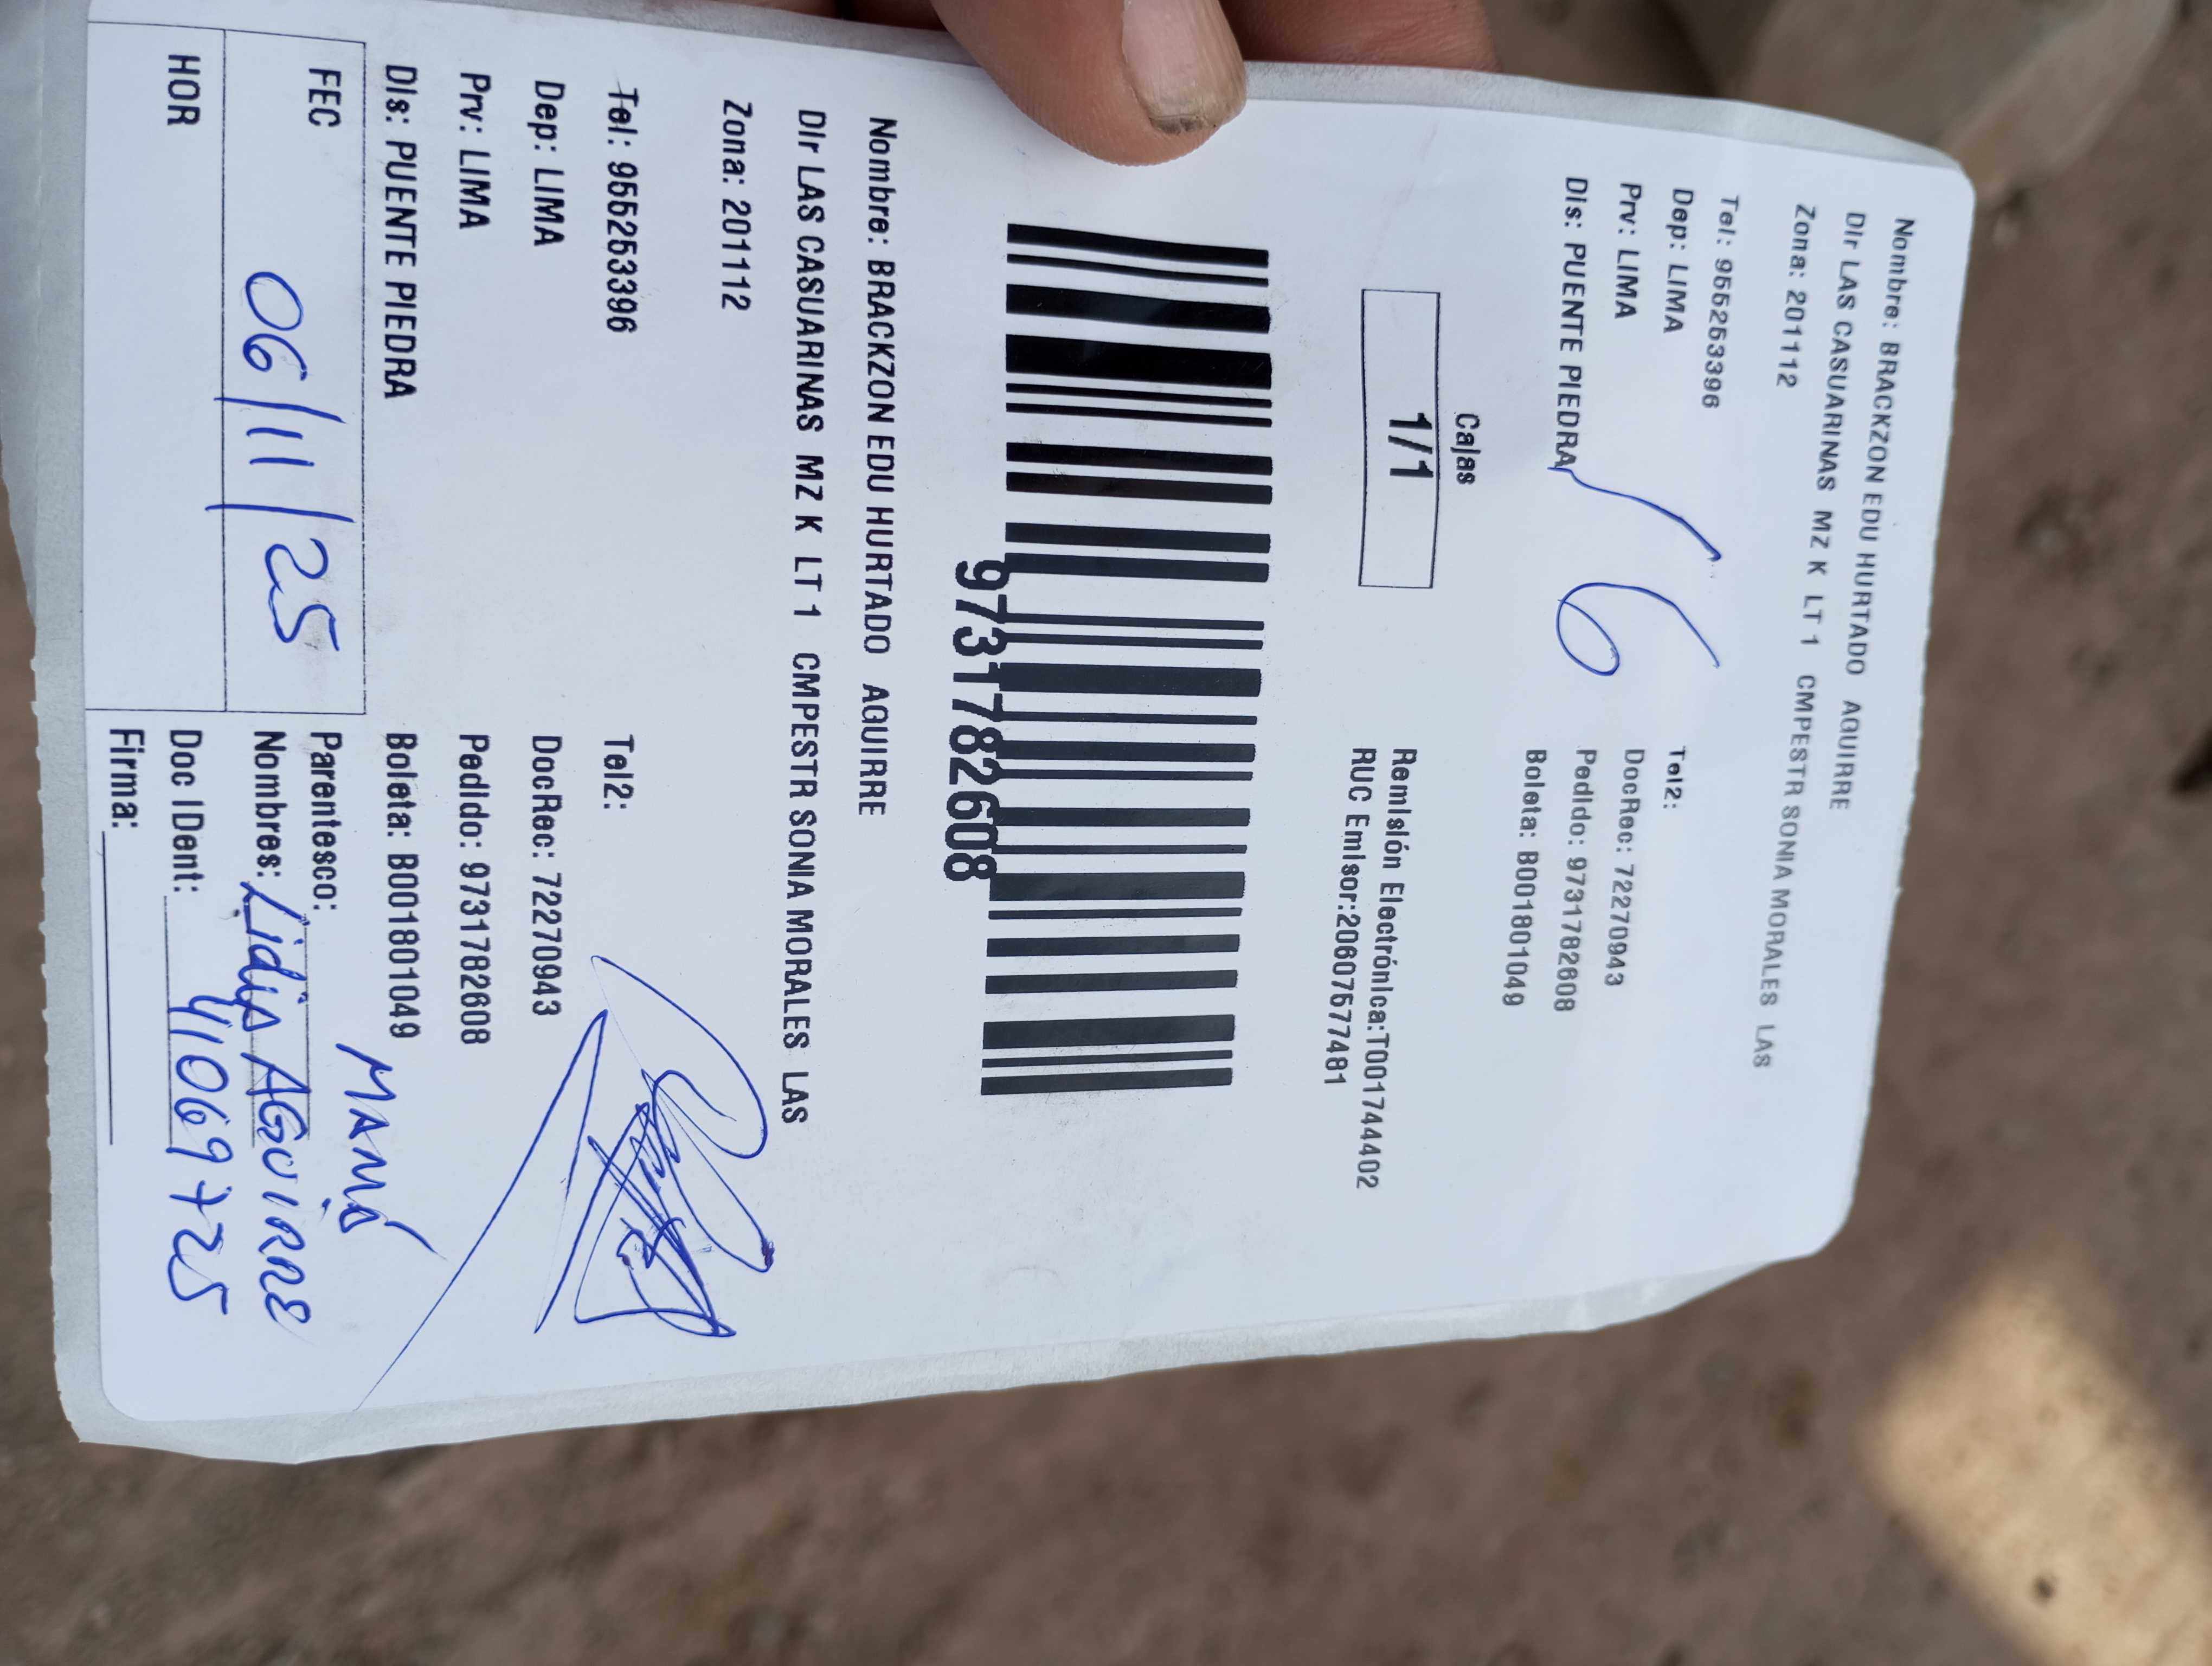 Nombre: BRACKZON EDU HURTADO AGUIRRE
Dir LAS CASUARINAS MZ K LT 1 CMPESTR SONIA MORALES LAS
Zona: 201112
Tel: 955253396 Tel2:
Dep: LIMA DocRec: 72270943
Prv: LIMA Pedido: 9731782608
Dis: PUENTE PIEDRA Boleta: B001801049
6
Cajas
1/1
Remisión Electrónica:T001744402
RUC Emisor:20607577481
9731782608
Nombre: BRACKZON EDU HURTADO AGUIRRE
Dir LAS CASUARINAS MZ K LT 1 CMPESTR SONIA MORALES LAS
Zona: 201112
Tel: 955253396 Tel2:
Dep: LIMA DocRec: 72270943
Prv: LIMA Pedido: 9731782608
Dis: PUENTE PIEDRA Boleta: B001801049
FEC 06/11/25 Parentesco: MAMÁ
Nombres: Lidia AGUIRRE
HOR Doc IDent: 41069725
Firma: